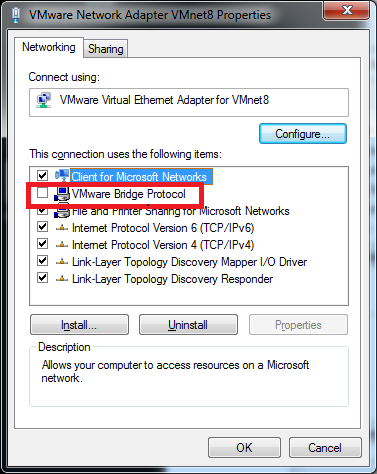 VMware Network Adapter VMnet8 Properties
Networking Sharing
Connect using:
VMware Virtual Ethernet Adapter for VMnet8
Configure...
This connection uses the following items:
Client for Microsoft Networks
VMware Bridge Protocol
File and Printer Sharing for Microsoft Networks
Internet Protocol Version 6 (TCP/IPv6)
Internet Protocol Version 4 (TCP/IPv4)
Link-Layer Topology Discovery Mapper I/O Driver
Link-Layer Topology Discovery Responder
Install... Uninstall Properties
Description
Allows your computer to access resources on a Microsoft
network.
OK Cancel